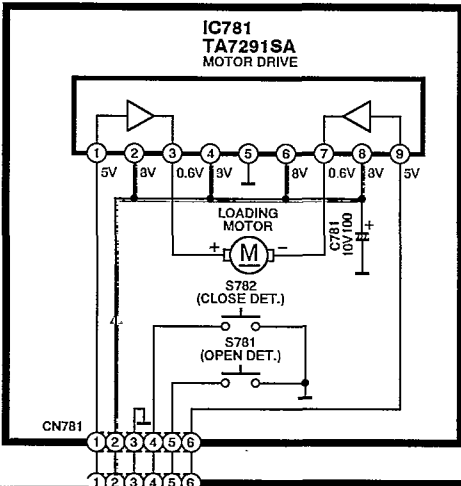 IC781
TA7291SA
MOTOR DRIVE
1 2 3 4 5 6 7 8 9
5V 8V 0.6V 8V 8V 0.6V 8V 5V
LOADING
MOTOR
+ M −
C781
10V100
+
S782
(CLOSE DET.)
S781
(OPEN DET.)
CN781
1 2 3 4 5 6
1 2 3 4 5 6